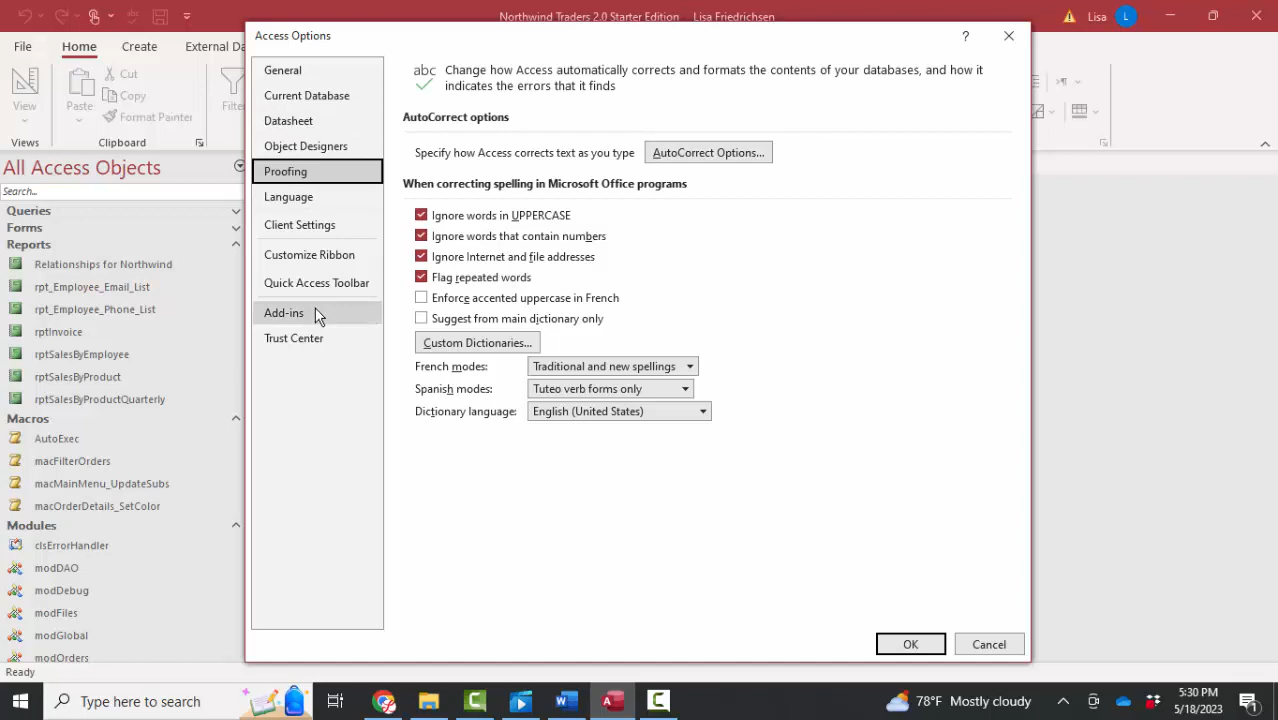 Northwind Traders 2.0 Starter Edition Lisa Friedrichsen
Lisa L
File Home Create External Da
View
Views
Paste
Cut
Copy
Format Painter
Clipboard
Filter
All Access Objects
Search...
Queries
Forms
Reports
Relationships for Northwind
rpt_Employee_Email_List
rpt_Employee_Phone_List
rptInvoice
rptSalesByEmployee
rptSalesByProduct
rptSalesByProductQuarterly
Macros
AutoExec
macFilterOrders
macMainMenu_UpdateSubs
macOrderDetails_SetColor
Modules
clsErrorHandler
modDAO
modDebug
modFiles
modGlobal
modOrders
Ready
Access Options
?
General
Current Database
Datasheet
Object Designers
Proofing
Language
Client Settings
Customize Ribbon
Quick Access Toolbar
Add-ins
Trust Center
abc
Change how Access automatically corrects and formats the contents of your databases, and how it
indicates the errors that it finds
AutoCorrect options
Specify how Access corrects text as you type AutoCorrect Options...
When correcting spelling in Microsoft Office programs
Ignore words in UPPERCASE
Ignore words that contain numbers
Ignore Internet and file addresses
Flag repeated words
Enforce accented uppercase in French
Suggest from main dictionary only
Custom Dictionaries...
French modes: Traditional and new spellings
Spanish modes: Tuteo verb forms only
Dictionary language: English (United States)
OK Cancel
Type here to search
78°F Mostly cloudy
5:30 PM
5/18/2023
1